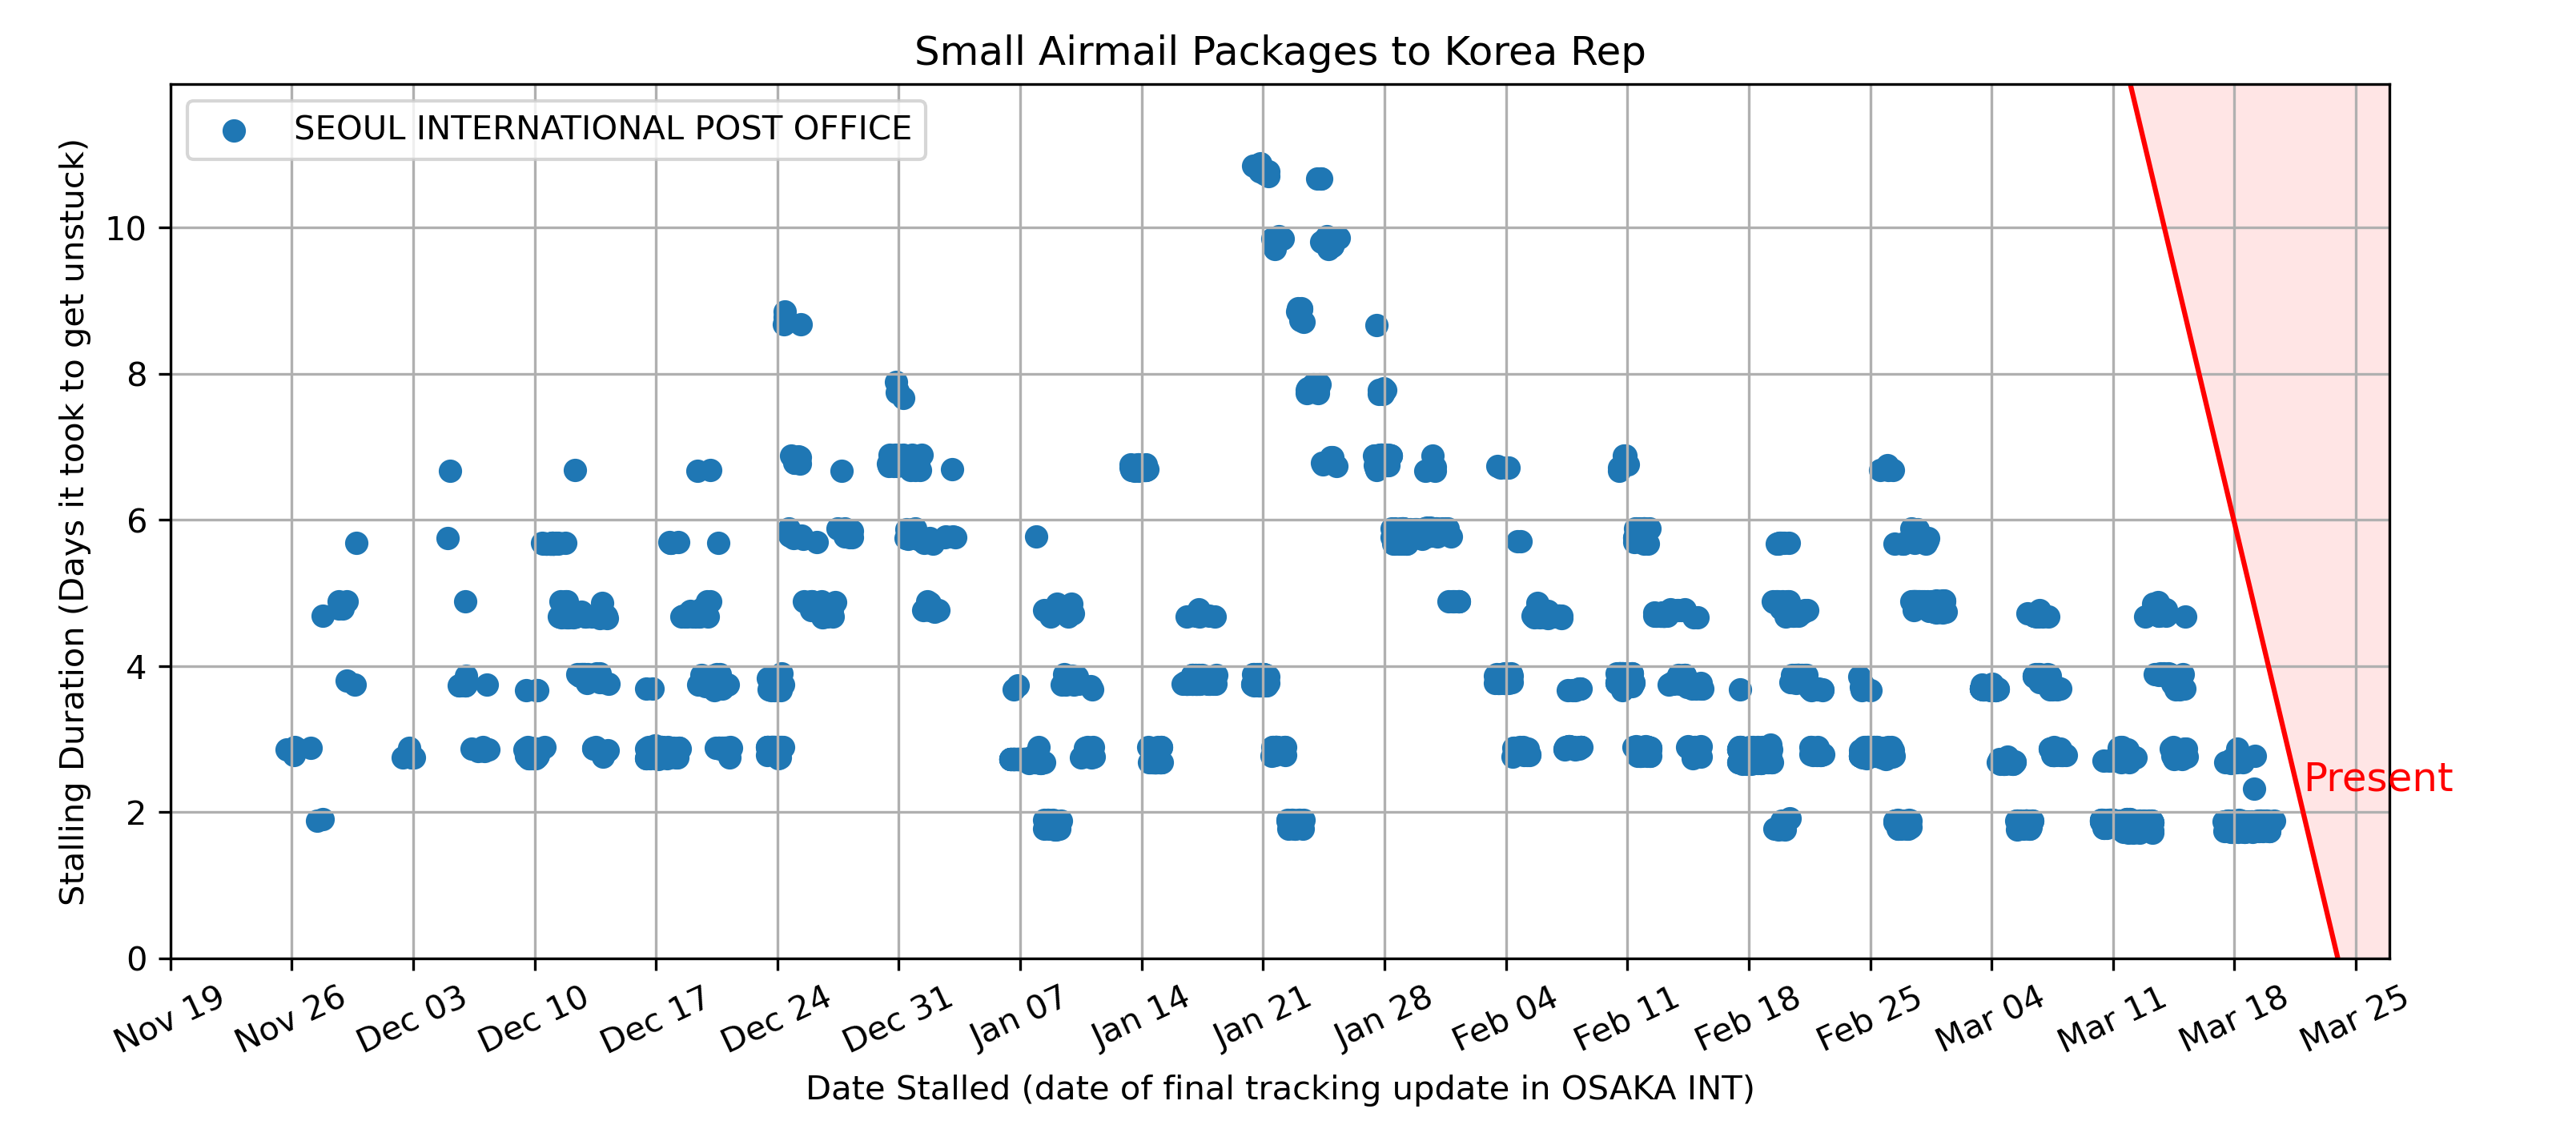 Small Airmail Packages to Korea Rep
SEOUL INTERNATIONAL POST OFFICE
Stalling Duration (Days it took to get unstuck)
10
8
6
4
2
0
Present
Nov 19
Nov 26
Dec 03
Dec 10
Dec 17
Dec 24
Dec 31
Jan 07
Jan 14
Jan 21
Jan 28
Feb 04
Feb 11
Feb 18
Feb 25
Mar 04
Mar 11
Mar 18
Mar 25
Date Stalled (date of final tracking update in OSAKA INT)